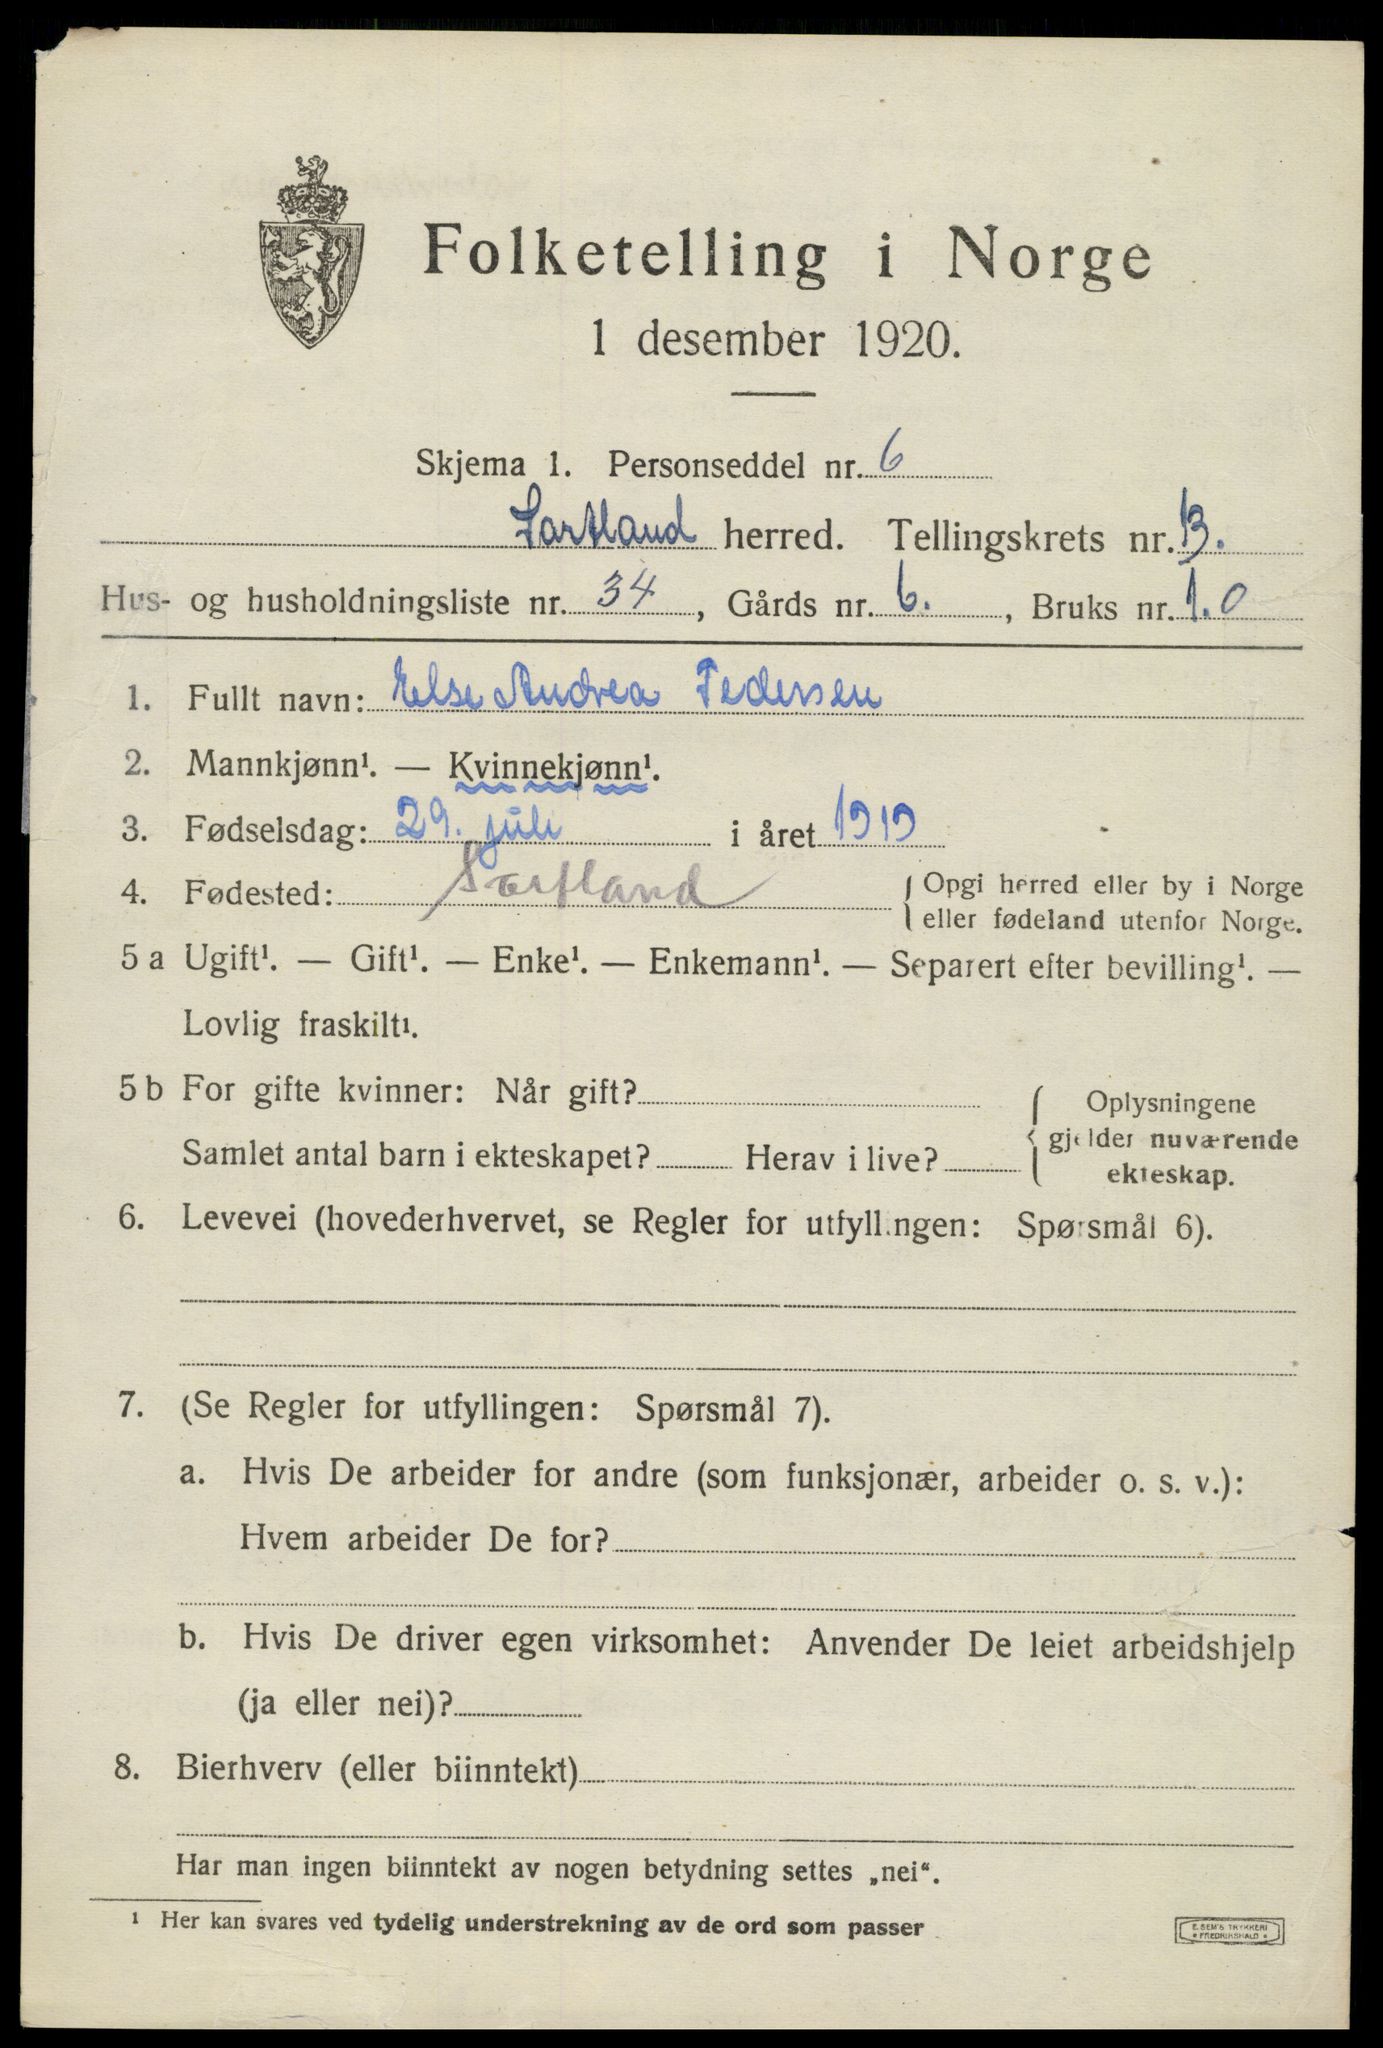 Folketelling i Norge
1 desember 1920.
Skjema 1. Personseddel nr. 6
Sortland herred. Tellingskrets nr. 13.
Hus- og husholdningsliste nr. 34, Gårds nr. 6., Bruks nr. 1.0
1. Fullt navn: Else Andrea Pedersen
2. Mannkjønn¹. — Kvinnekjønn¹.
3. Fødselsdag: 29. juli i året 1919
4. Fødested: Sortland { Opgi herred eller by i Norge
eller fødeland utenfor Norge.
5 a Ugift¹. — Gift¹. — Enke¹. — Enkemann¹. — Separert efter bevilling¹. —
Lovlig fraskilt¹.
5 b For gifte kvinner: Når gift?
Samlet antal barn i ekteskapet? Herav i live?
{ Oplysningene
gjelder nuværende
ekteskap.
6. Levevei (hovederhvervet, se Regler for utfyllingen: Spørsmål 6).
7. (Se Regler for utfyllingen: Spørsmål 7).
a. Hvis De arbeider for andre (som funksjonær, arbeider o. s. v.):
Hvem arbeider De for?
b. Hvis De driver egen virksomhet: Anvender De leiet arbeidshjelp
(ja eller nei)?
8. Bierhverv (eller biinntekt)
Har man ingen biinntekt av nogen betydning settes „nei“.
¹ Her kan svares ved tydelig understrekning av de ord som passer
E. SEM'S TRYKKERI
* FREDRIKSHALD *